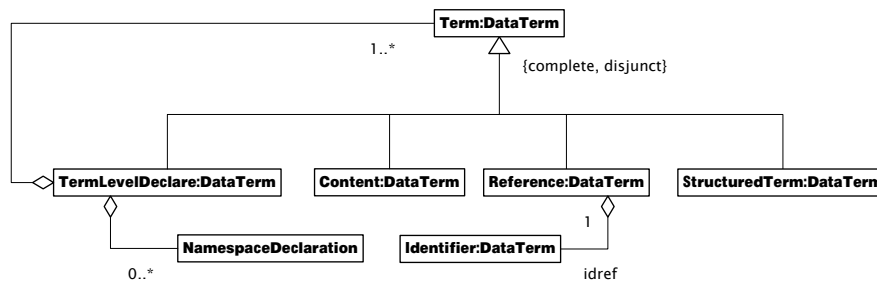 Term:DataTerm
1..*
{complete, disjunct}
TermLevelDeclare:DataTerm
Content:DataTerm
Reference:DataTerm
StructuredTerm:DataTerm
1
NamespaceDeclaration
Identifier:DataTerm
0..*
idref